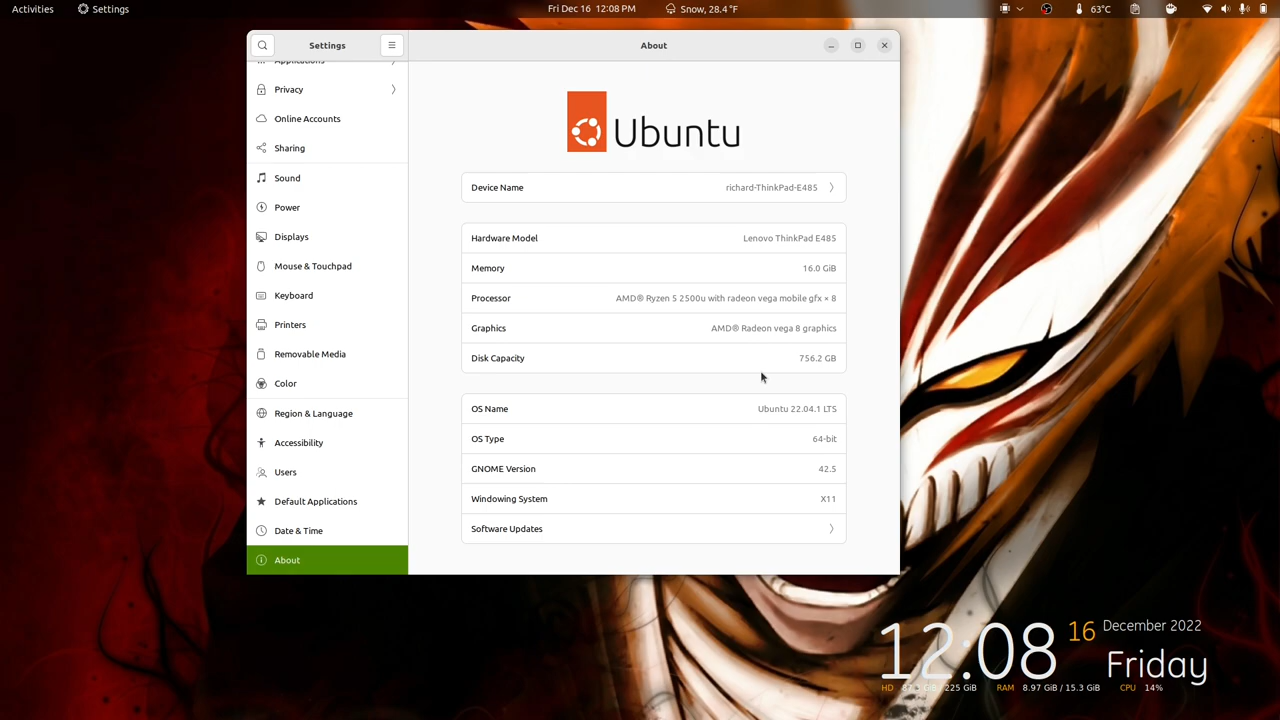 Activities Settings Fri Dec 16 12:08 PM Snow, 28.4 °F 63°C
Settings
About
Applications
Privacy
Online Accounts
Sharing
Sound
Power
Displays
Mouse & Touchpad
Keyboard
Printers
Removable Media
Color
Region & Language
Accessibility
Users
Default Applications
Date & Time
About
Ubuntu
Device Name richard-ThinkPad-E485
Hardware Model Lenovo ThinkPad E485
Memory 16.0 GiB
Processor AMD® Ryzen 5 2500u with radeon vega mobile gfx × 8
Graphics AMD® Radeon vega 8 graphics
Disk Capacity 756.2 GB
OS Name Ubuntu 22.04.1 LTS
OS Type 64-bit
GNOME Version 42.5
Windowing System X11
Software Updates
12:08 16 December 2022
Friday
HD GiB / 225 GiB RAM 8.97 GiB / 15.3 GiB CPU 14%